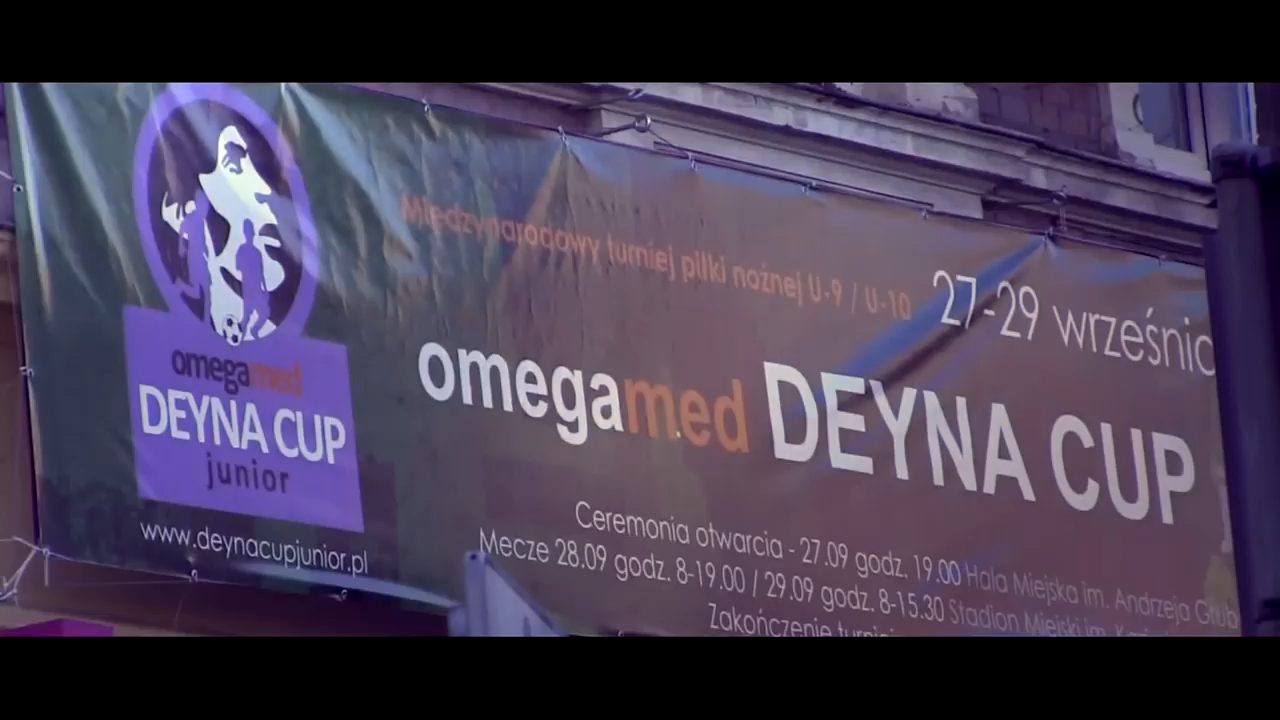 omegamed
DEYNA CUP
junior
www.deynacupjunior.pl
Międzynarodowy turniej piłki nożnej U-9 / U-10
27-29 wrześnic
omegamed DEYNA CUP
Ceremonia otwarcia - 27.09 godz. 19.00 Hala Miejska im. Andrzeja Grub
Mecze 28.09 godz. 8-19.00 / 29.09 godz. 8-15.30 Stadion Miejski im.
Zakończenie